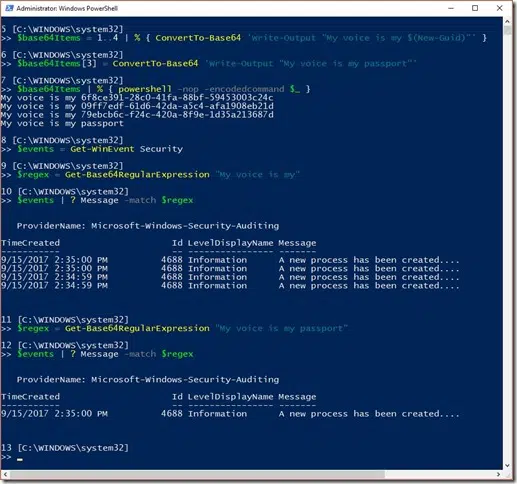 Administrator: Windows PowerShell
5 [C:\WINDOWS\system32]
>> $base64Items = 1..4 | % { ConvertTo-Base64 'Write-Output "My voice is my $(New-Guid)"' }
6 [C:\WINDOWS\system32]
>> $base64Items[3] = ConvertTo-Base64 'Write-Output "My voice is my passport"'
7 [C:\WINDOWS\system32]
>> $base64Items | % { powershell -nop -encodedcommand $_ }
My voice is my 6f8ce391-28c0-41fa-88bf-59453003c24c
My voice is my 09ff7edf-61d6-42da-a5c4-afa1908eb21d
My voice is my 79ebcb6c-f24c-420a-8f9e-1d35a213687d
My voice is my passport
8 [C:\WINDOWS\system32]
>> $events = Get-WinEvent Security
9 [C:\WINDOWS\system32]
>> $regex = Get-Base64RegularExpression "My voice is my"
10 [C:\WINDOWS\system32]
>> $events | ? Message -match $regex
ProviderName: Microsoft-Windows-Security-Auditing
TimeCreated Id LevelDisplayName Message
----------- -- ---------------- -------
9/15/2017 2:35:00 PM 4688 Information A new process has been created....
9/15/2017 2:35:00 PM 4688 Information A new process has been created....
9/15/2017 2:34:59 PM 4688 Information A new process has been created....
9/15/2017 2:34:59 PM 4688 Information A new process has been created....
11 [C:\WINDOWS\system32]
>> $regex = Get-Base64RegularExpression "My voice is my passport"
12 [C:\WINDOWS\system32]
>> $events | ? Message -match $regex
ProviderName: Microsoft-Windows-Security-Auditing
TimeCreated Id LevelDisplayName Message
----------- -- ---------------- -------
9/15/2017 2:35:00 PM 4688 Information A new process has been created....
13 [C:\WINDOWS\system32]
>> _